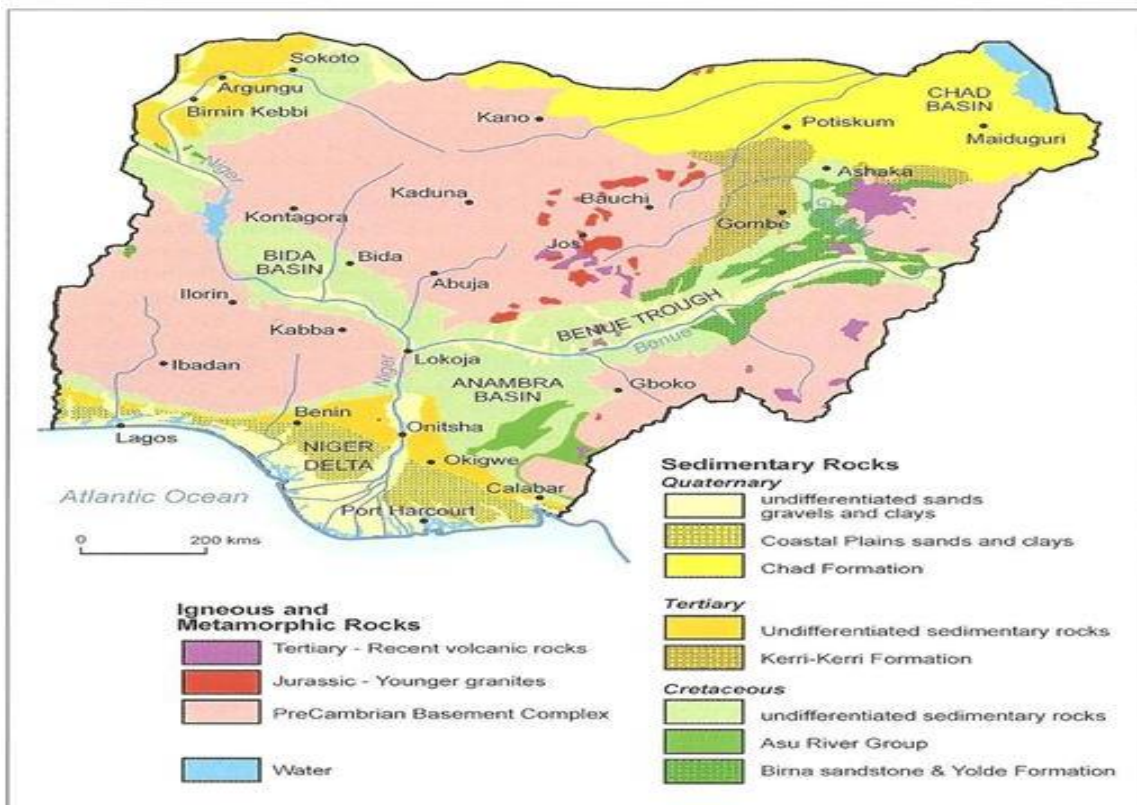 Sokoto
Argungu
Birnin Kebbi
CHAD
BASIN
Kano
Potiskum
Maiduguri
Niger
Ashaka
Kaduna
Bauchi
Kontagora
Gombe
Jos
BIDA
BASIN
Bida
Abuja
Ilorin
BENUE TROUGH
Kabba
Benue
Lokoja
Ibadan
Niger
ANAMBRA
BASIN
Gboko
Benin
Onitsha
Lagos
NIGER
DELTA
Okigwe
Calabar
Atlantic Ocean
Port Harcourt
0 200 kms
Igneous and
Metamorphic Rocks
Tertiary - Recent volcanic rocks
Jurassic - Younger granites
PreCambrian Basement Complex
Water
Sedimentary Rocks
Quaternary
undifferentiated sands
gravels and clays
Coastal Plains sands and clays
Chad Formation
Tertiary
Undifferentiated sedimentary rocks
Kerri-Kerri Formation
Cretaceous
undifferentiated sedimentary rocks
Asu River Group
Birna sandstone & Yolde Formation